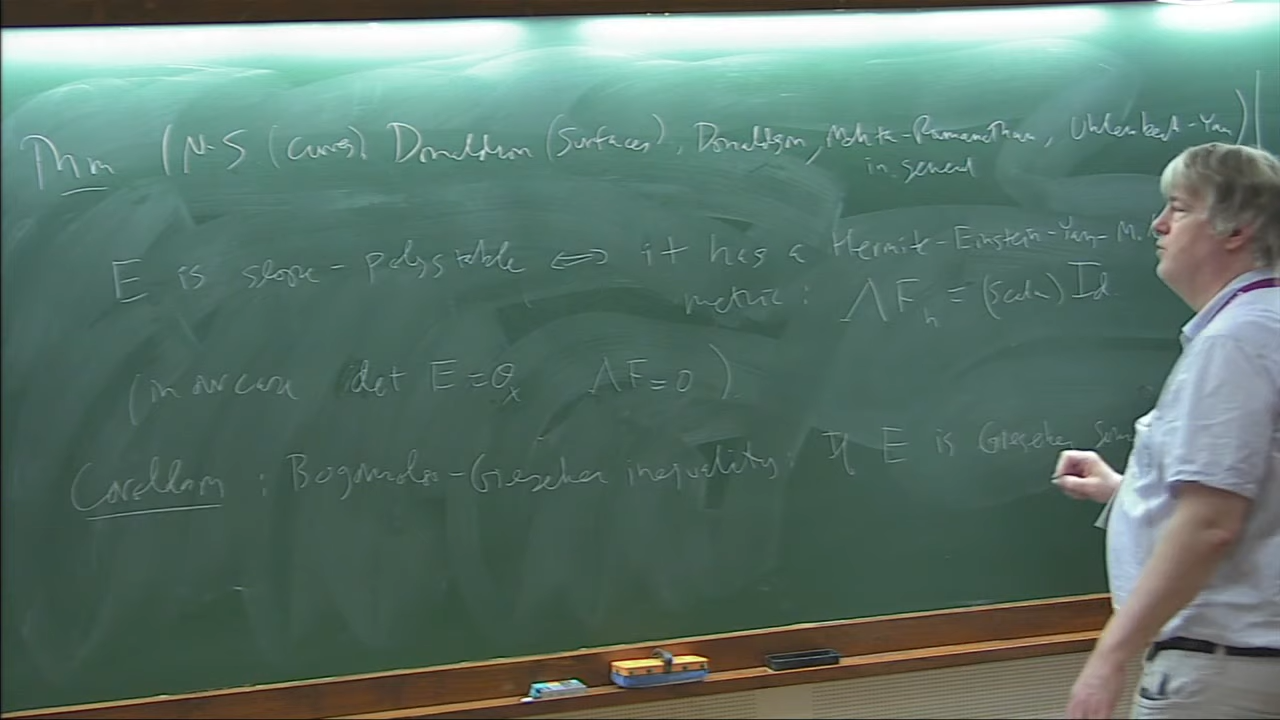 Thm (N-S (curves), Donaldson (Surfaces), Donaldson, Mehta-Ramanathan, Uhlenbeck-Yau)
in general
E is slope-polystable ⟺ it has a Hermite-Einstein-Yang-M.
metric: ΛF_h = (scalar) Id
(in our case det E = O_X ΛF = 0)
Corollary: Bogomolov-Gieseker inequality: If E is Gieseker